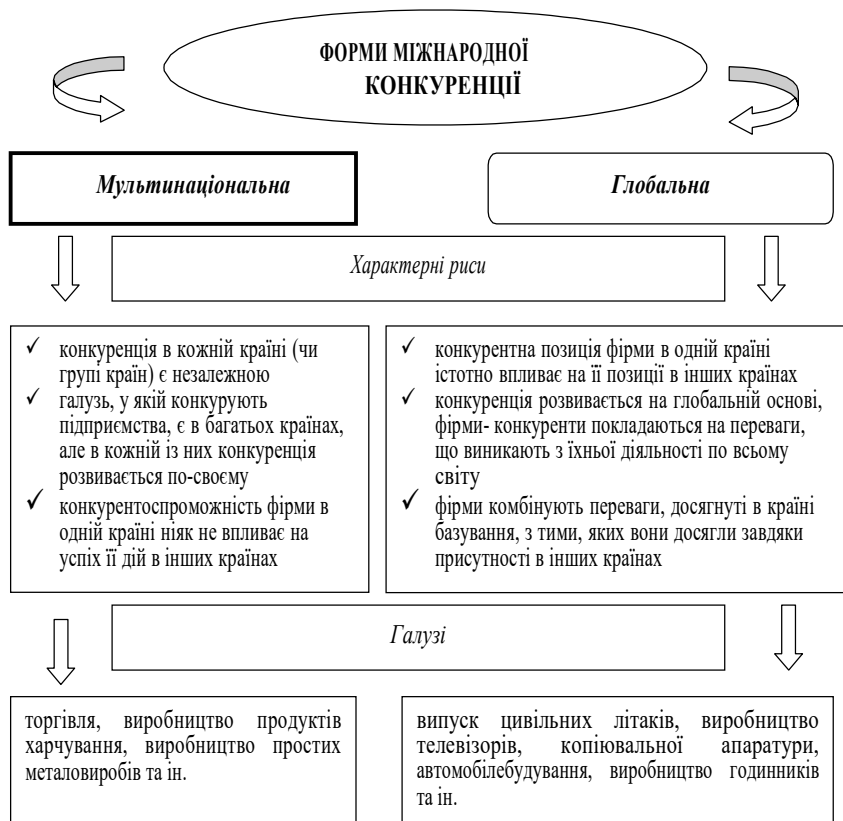 ФОРМИ МІЖНАРОДНОЇ
КОНКУРЕНЦІЇ
Мультинаціональна
Глобальна
Характерні риси
✓ конкуренція в кожній країні (чи
групі країн) є незалежною
✓ галузь, у якій конкурують
підприємства, є в багатьох країнах,
але в кожній із них конкуренція
розвивається по-своєму
✓ конкурентоспроможність фірми в
одній країні ніяк не впливає на
успіх її дій в інших країнах
✓ конкурентна позиція фірми в одній країні
істотно впливає на її позиції в інших країнах
✓ конкуренція розвивається на глобальній основі,
фірми- конкуренти покладаються на переваги,
що виникають з їхньої діяльності по всьому
світу
✓ фірми комбінують переваги, досягнуті в країні
базування, з тими, яких вони досягли завдяки
присутності в інших країнах
Галузі
торгівля, виробництво продуктів
харчування, виробництво простих
металовиробів та ін.
випуск цивільних літаків, виробництво
телевізорів, копіювальної апаратури,
автомобілебудування, виробництво годинників
та ін.